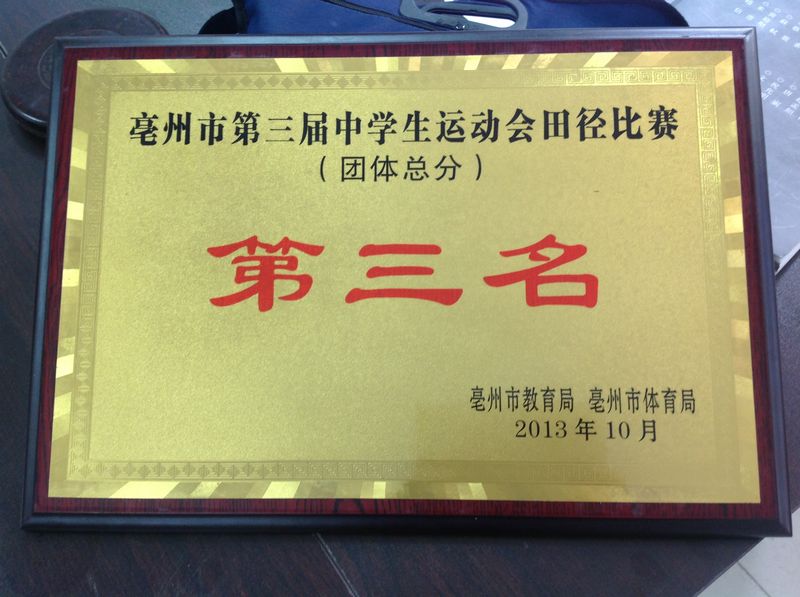 亳州市第三届中学生运动会田径比赛
（团体总分）
第三名
亳州市教育局 亳州市体育局
2013年10月